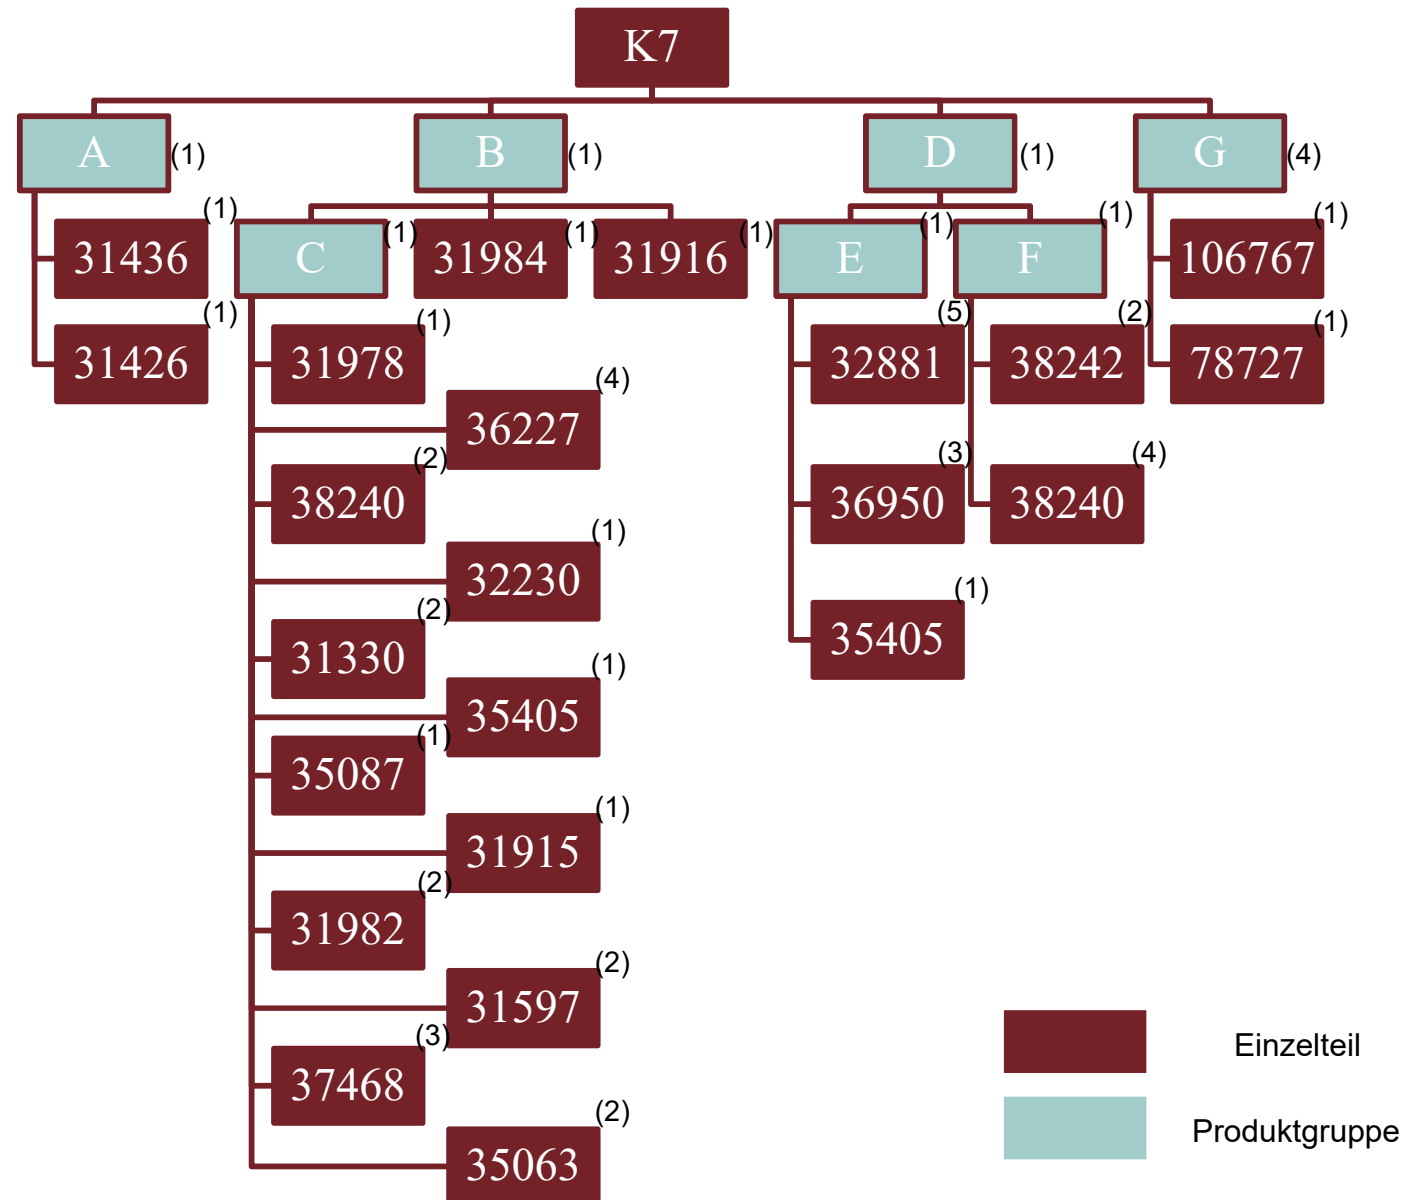 K7
A (1)
B (1)
D (1)
G (4)
31436 (1)
31426 (1)
C (1)
31984 (1)
31916 (1)
31978 (1)
36227 (4)
38240 (2)
32230 (1)
31330 (2)
35405 (1)
35087 (1)
31915 (1)
31982 (2)
31597 (2)
37468 (3)
35063 (2)
E (1)
32881 (5)
36950 (3)
35405 (1)
F (1)
38242 (2)
38240 (4)
106767 (1)
78727 (1)
Einzelteil
Produktgruppe